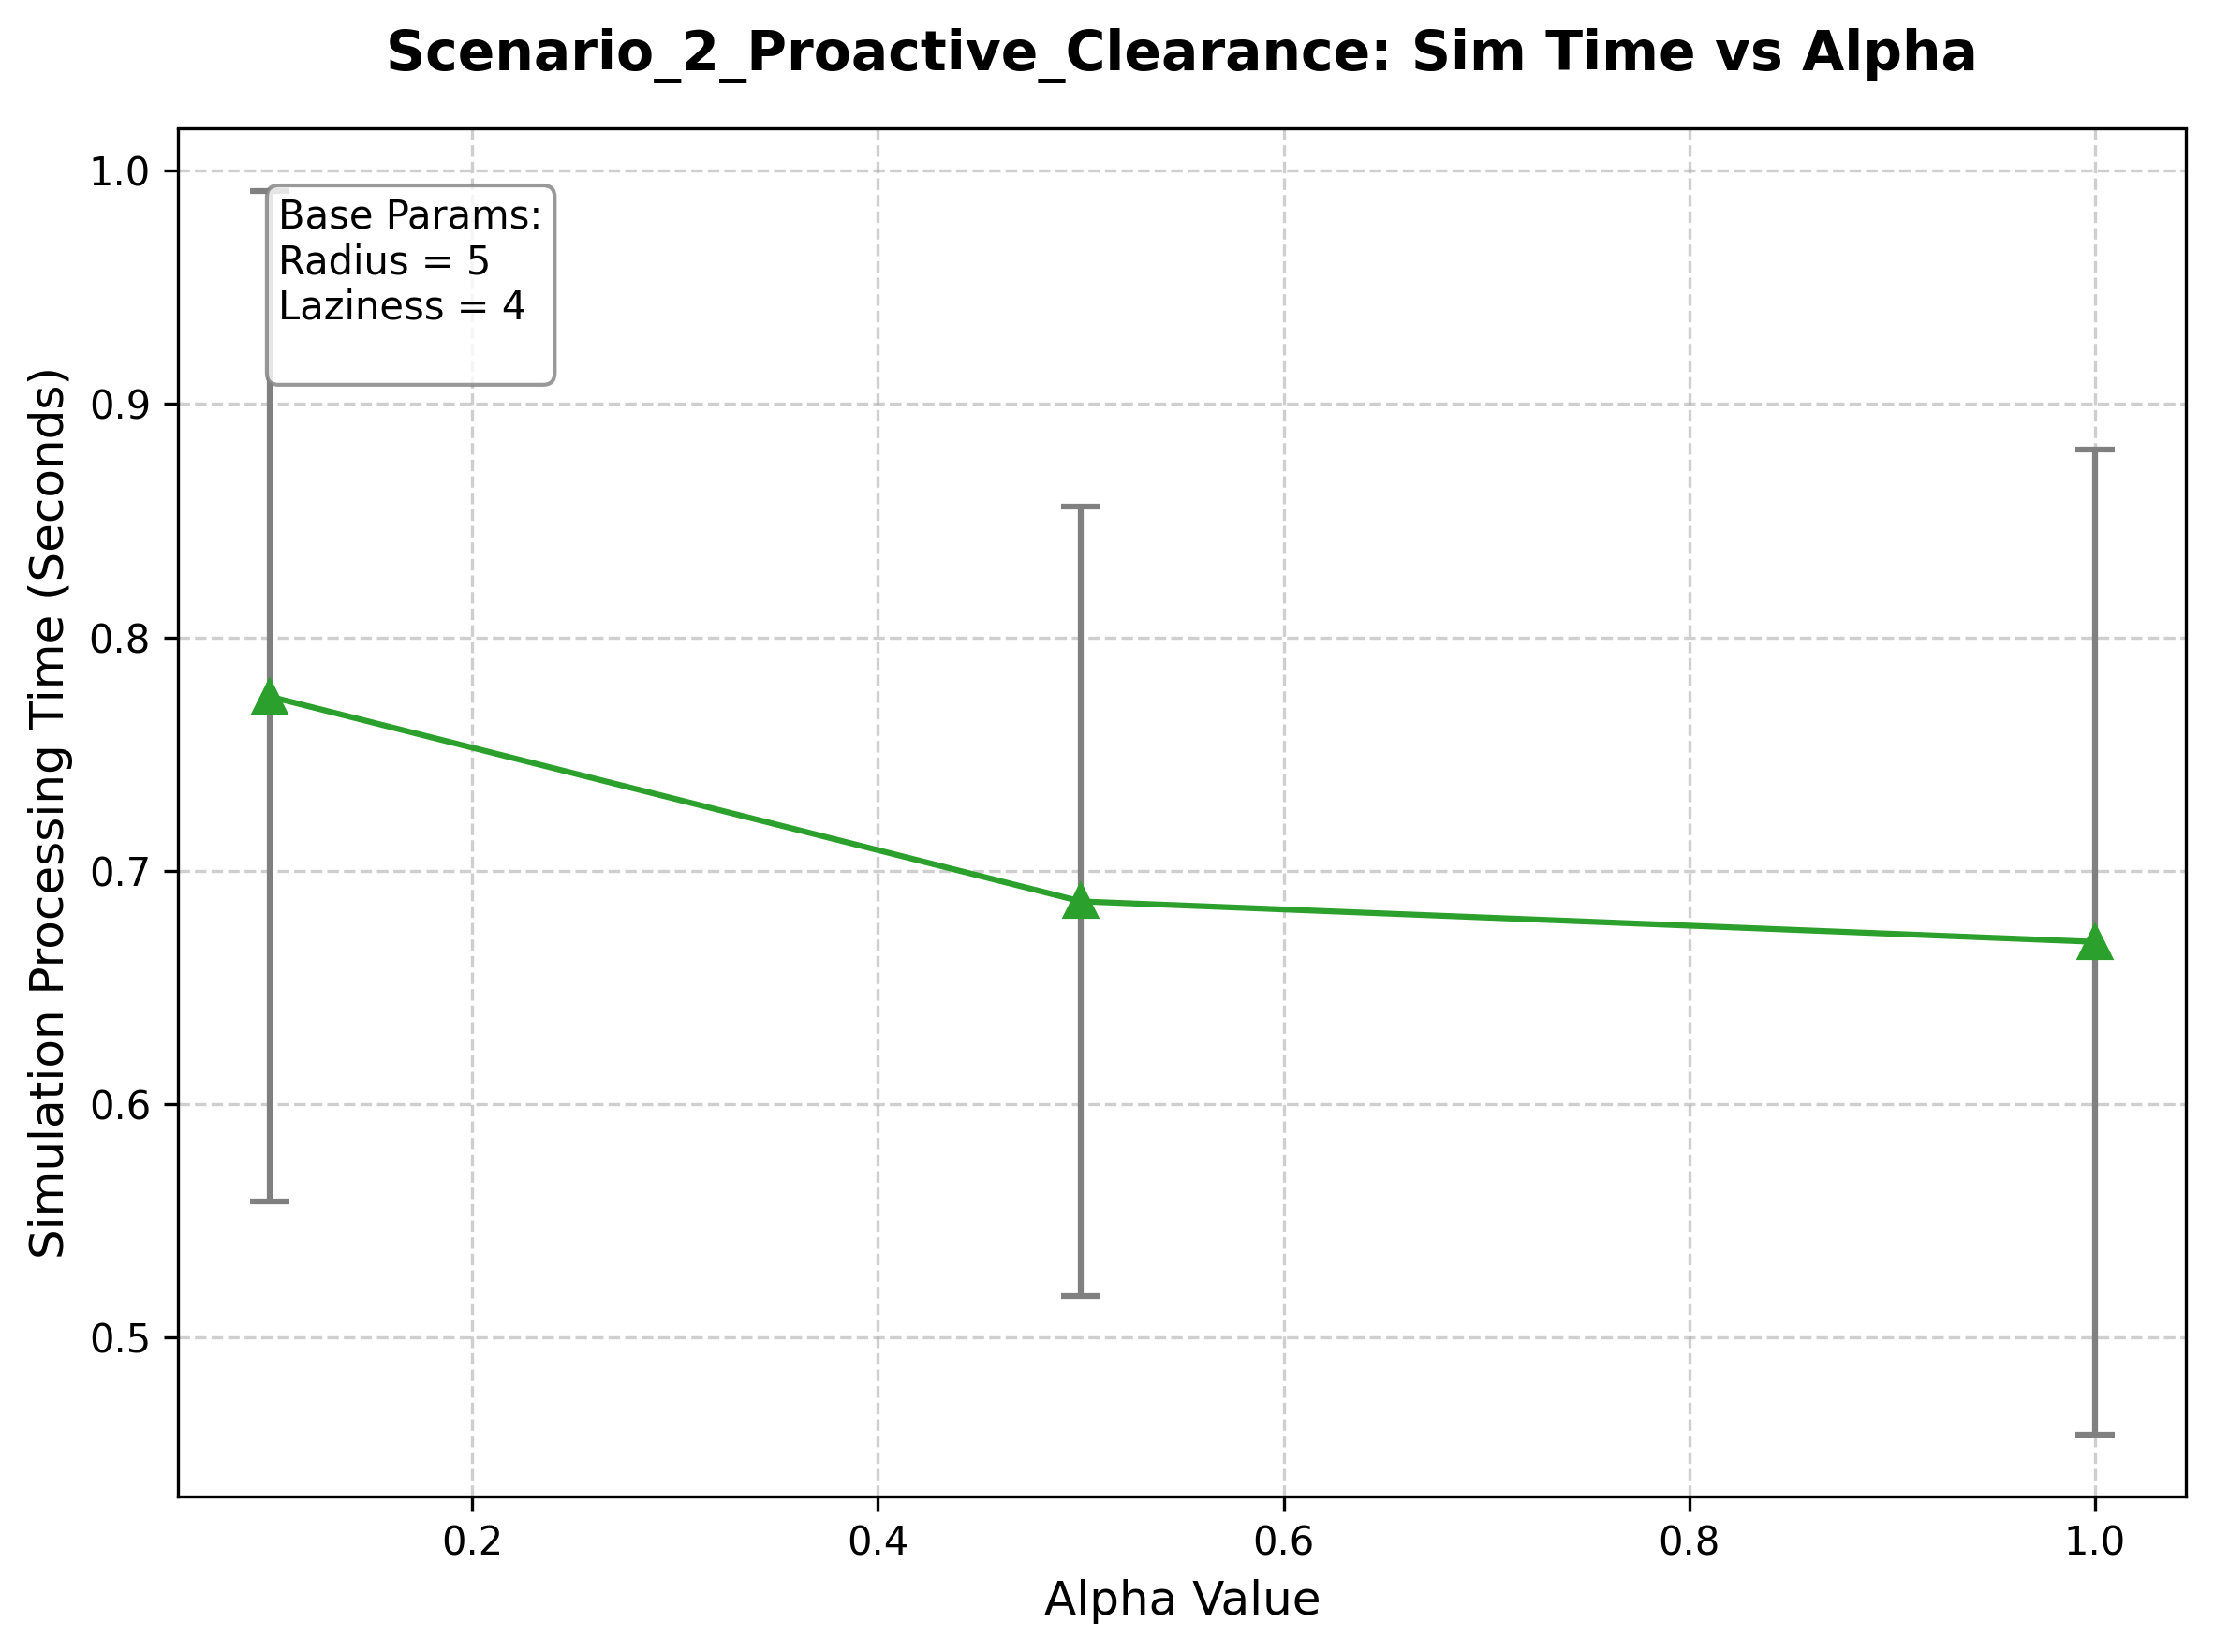 Scenario_2_Proactive_Clearance: Sim Time vs Alpha
Simulation Processing Time (Seconds)
1.0
0.9
0.8
0.7
0.6
0.5
Base Params:
Radius = 5
Laziness = 4
0.2
0.4
0.6
0.8
1.0
Alpha Value